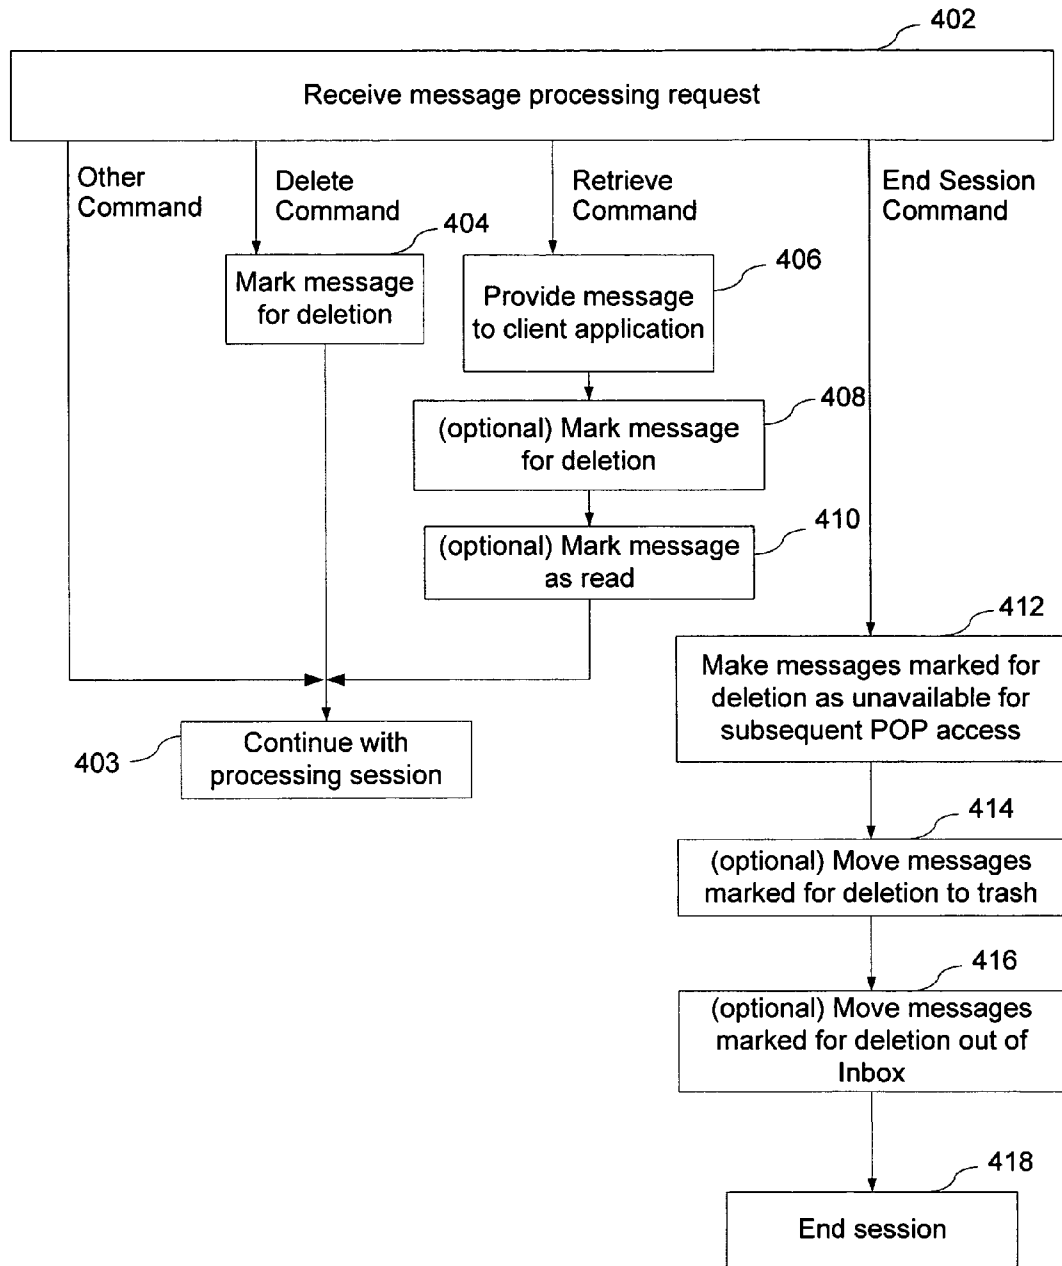 402
Receive message processing request
Other
Command
Delete
Command
Retrieve
Command
End Session
Command
404
Mark message
for deletion
406
Provide message
to client application
408
(optional) Mark message
for deletion
410
(optional) Mark message
as read
412
Make messages marked for
deletion as unavailable for
subsequent POP access
403
Continue with
processing session
414
(optional) Move messages
marked for deletion to trash
416
(optional) Move messages
marked for deletion out of
Inbox
418
End session